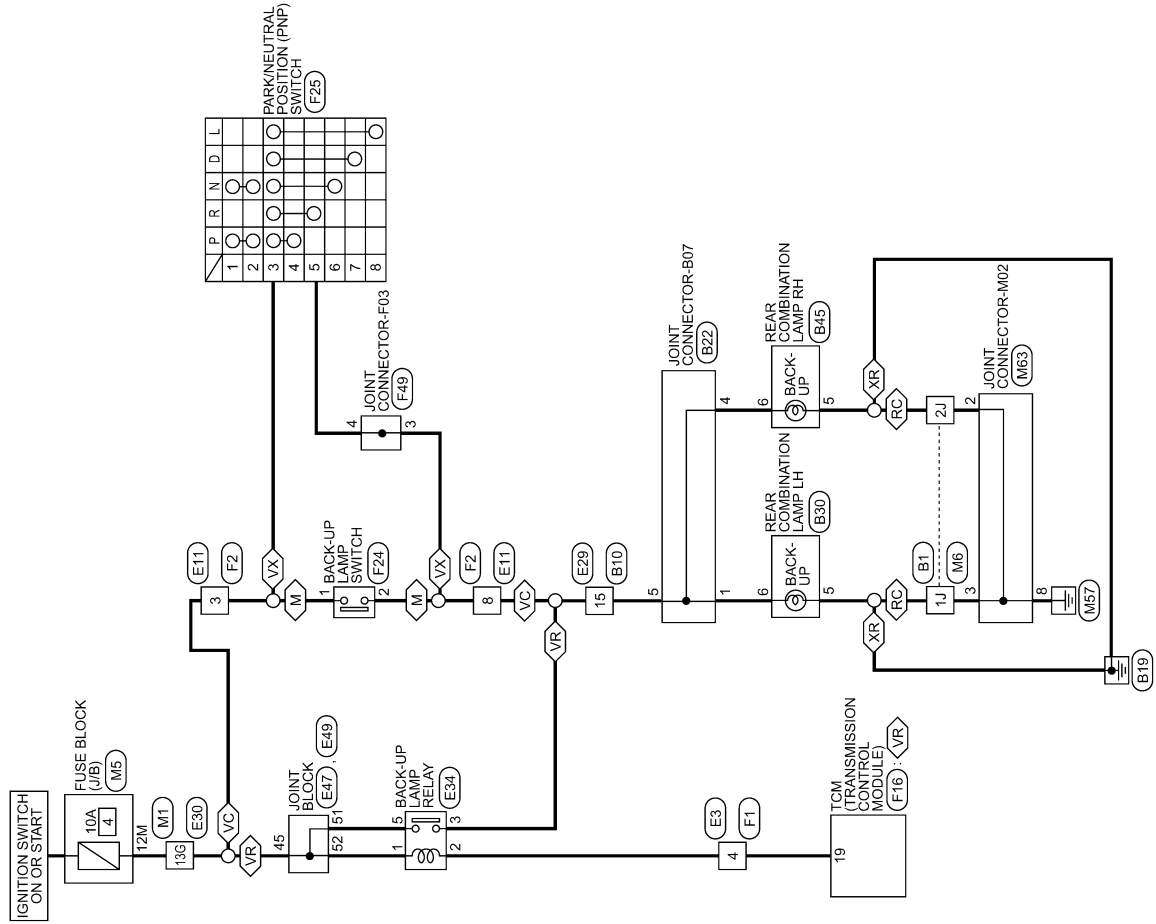 IGNITION SWITCH
ON OR START
FUSE BLOCK
(J/B)
M5
10A
4
12M
M1
13G
E30
VC
VR
45
JOINT
BLOCK
E47 , E49
52
51
BACK-UP
LAMP
RELAY
E34
1
5
2
3
E3
4
F1
19
TCM
(TRANSMISSION
CONTROL
MODULE)
F16 : VR
E11
3
F2
VX
M
1
BACK-UP
LAMP
SWITCH
F24
2
M
VX
F2
8
E11
VC
VR
E29
15
B10
PARK/NEUTRAL
POSITION (PNP)
SWITCH
F25
P R N D L
1
2
3
4
5
6
7
8
JOINT
CONNECTOR-F03
F49
4
3
JOINT
CONNECTOR-B07
B22
5
1
4
REAR
COMBINATION
LAMP LH
B30
6
BACK-
UP
5
REAR
COMBINATION
LAMP RH
B45
6
BACK-
UP
5
XR
RC
XR
RC
B1
1J
M6
2J
3
2
JOINT
CONNECTOR-M02
M63
8
M57
B19